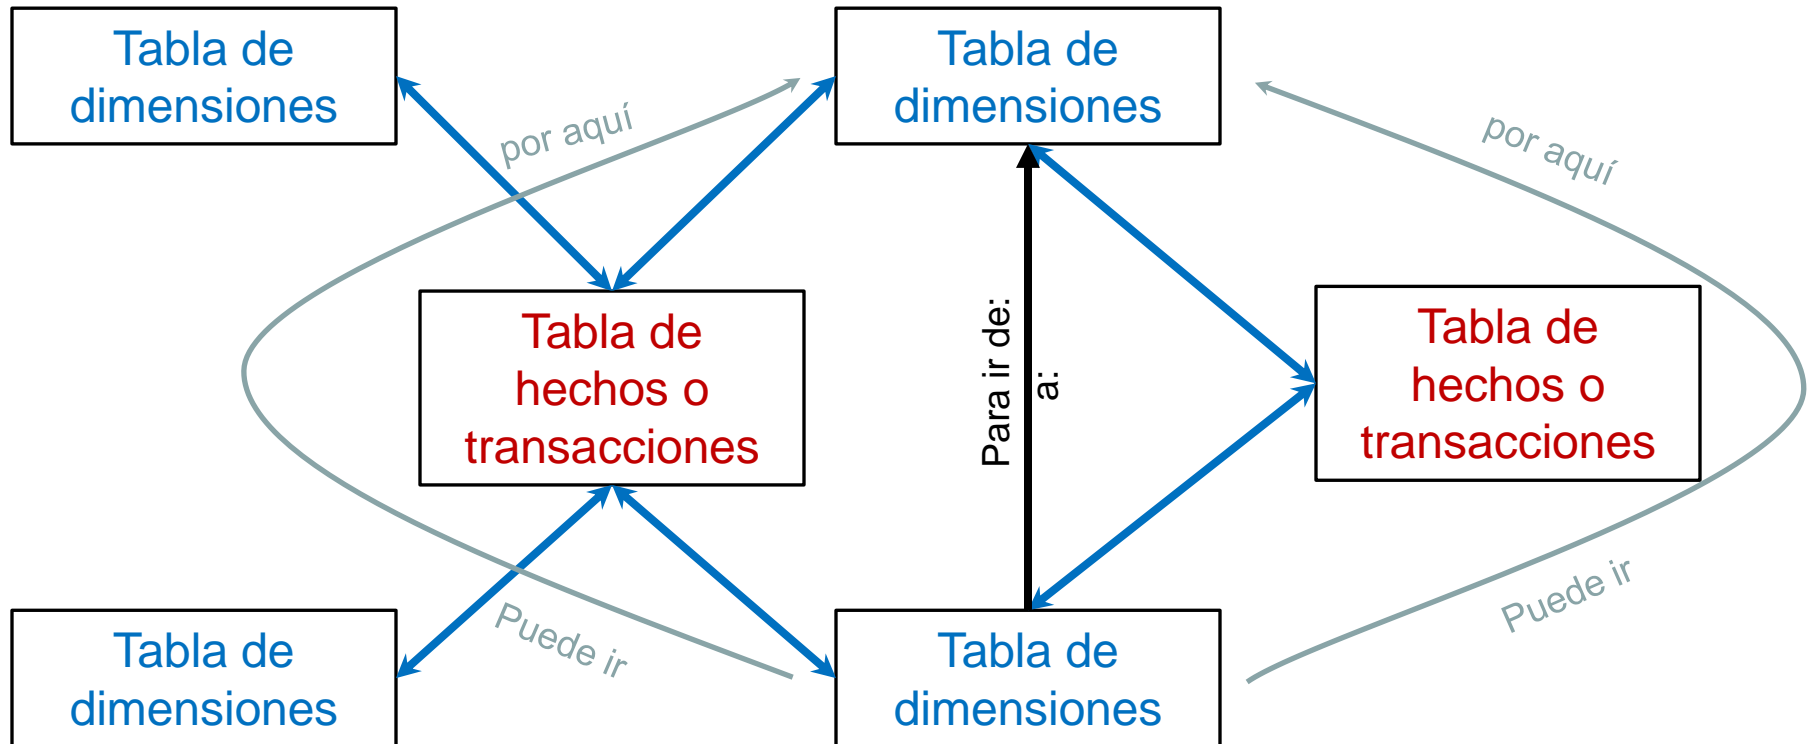 Tabla de
dimensiones
Tabla de
dimensiones
por aquí
por aquí
Tabla de
hechos o
transacciones
Para ir de:
a:
Tabla de
hechos o
transacciones
Puede ir
Puede ir
Tabla de
dimensiones
Tabla de
dimensiones